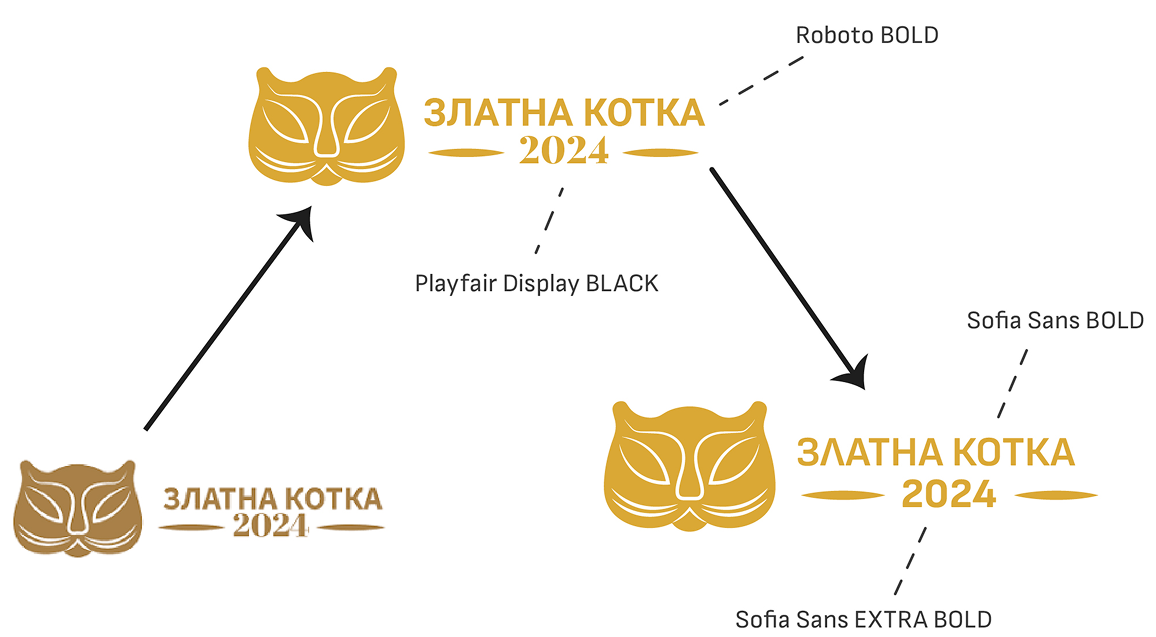 Roboto BOLD
ЗЛАТНА КОТКА
2024
Playfair Display BLACK
Sofia Sans BOLD
ЗЛАТНА КОТКА
2024
ЗЛАТНА КОТКА
2024
Sofia Sans EXTRA BOLD